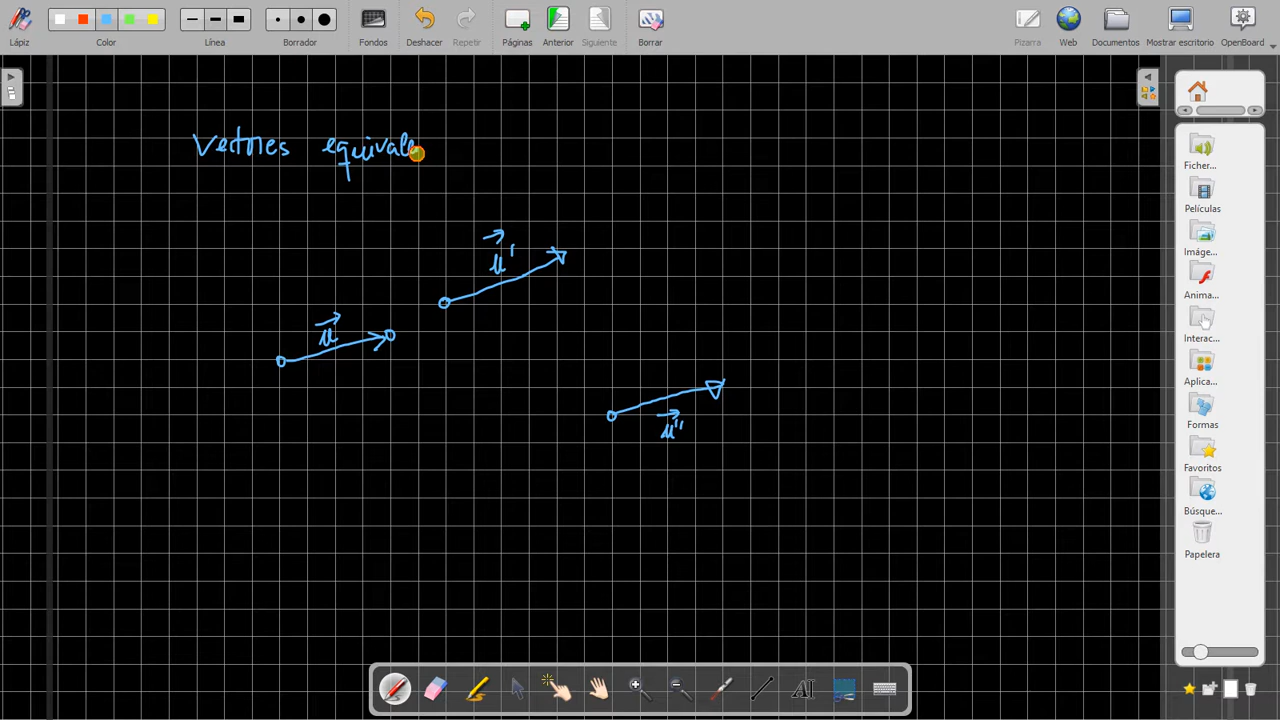 Lápiz Color Línea Borrador Fondos Deshacer Repetir Páginas Anterior Siguiente Borrar Pizarra Web Documentos Mostrar escritorio OpenBoard
Vectores equivale
u'
u
u''
Ficher...
Películas
Imáge...
Anima...
Interac...
Aplica...
Formas
Favoritos
Búsque...
Papelera
AI